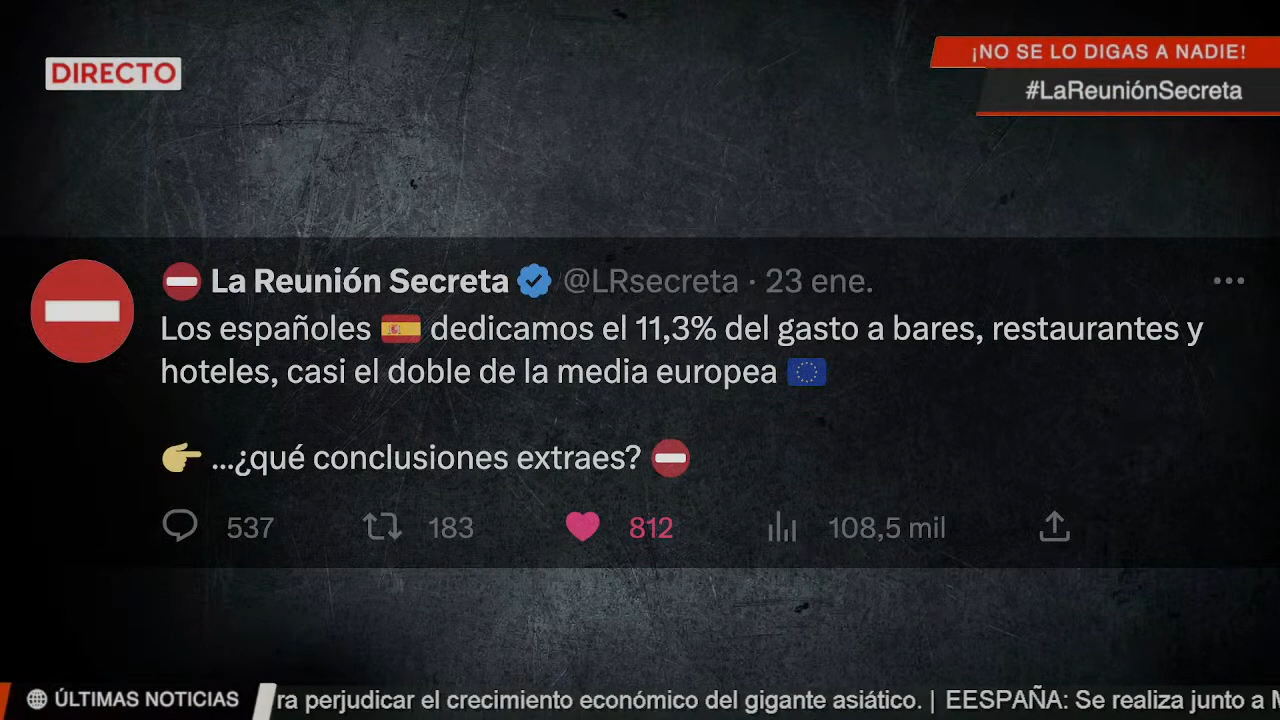 DIRECTO
¡NO SE LO DIGAS A NADIE!
#LaReuniónSecreta
La Reunión Secreta @LRsecreta · 23 ene.
Los españoles 🇪🇸 dedicamos el 11,3% del gasto a bares, restaurantes y
hoteles, casi el doble de la media europea 🇪🇺
👉 ...¿qué conclusiones extraes? ⛔
537 183 812 108,5 mil
ÚLTIMAS NOTICIAS ra perjudicar el crecimiento económico del gigante asiático. | EESPAÑA: Se realiza junto a M